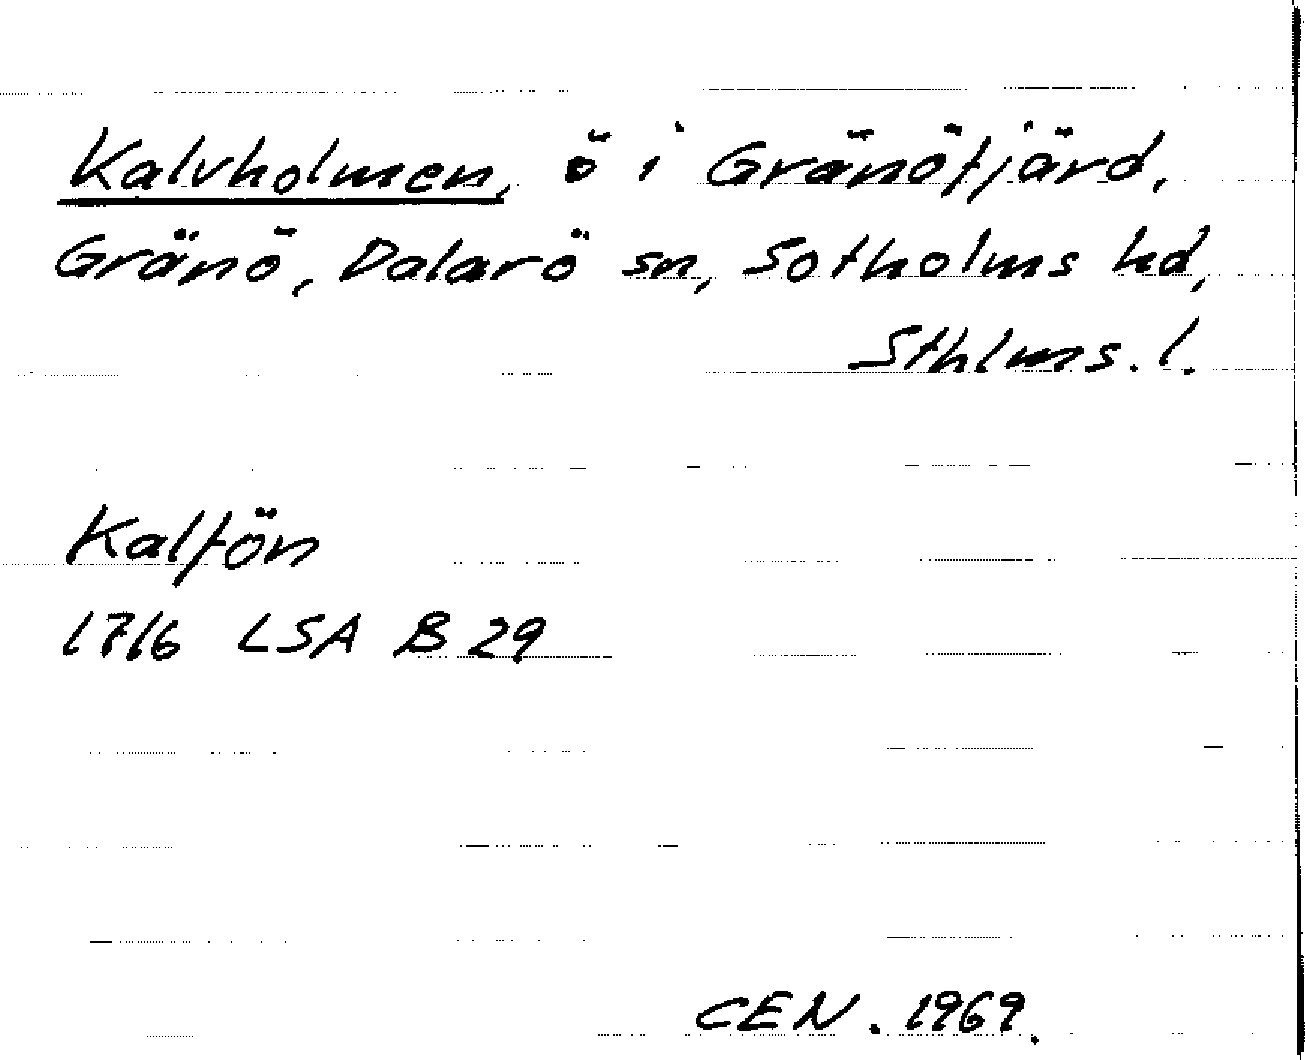 Kalvholmen, ö i Gränöfjärd,
Gränö, Dalarö sn, Sotholms hd,
Sthlms. l.
Kalfön
1716 LSA B 29
CEN. 1969.